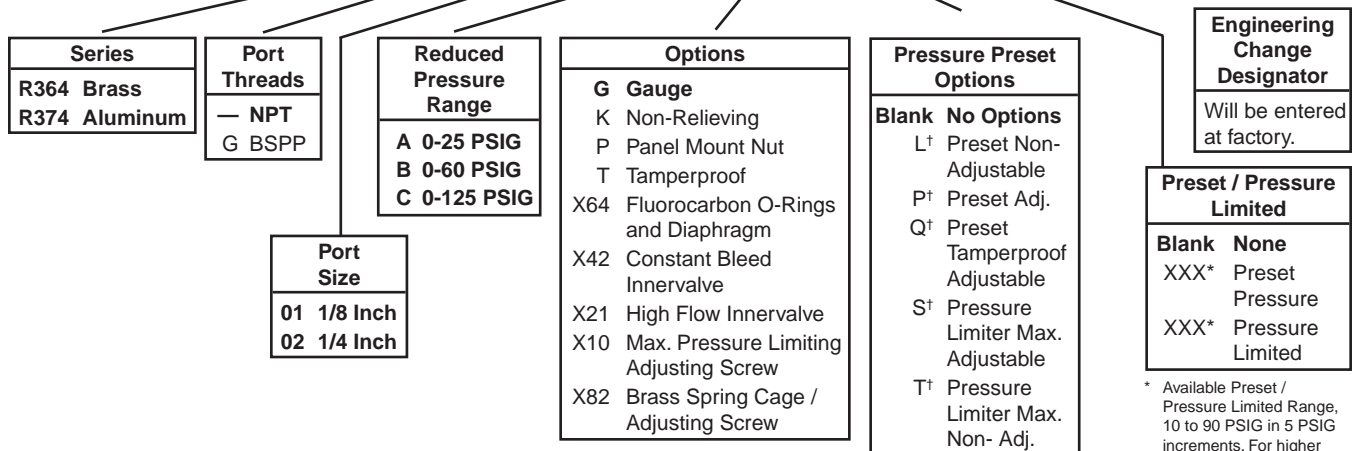 Series
R364 Brass
R374 Aluminum
Port
Threads
— NPT
G BSPP
Port
Size
01 1/8 Inch
02 1/4 Inch
Reduced
Pressure
Range
A 0-25 PSIG
B 0-60 PSIG
C 0-125 PSIG
Options
G Gauge
K Non-Relieving
P Panel Mount Nut
T Tamperproof
X64 Fluorocarbon O-Rings
and Diaphragm
X42 Constant Bleed
Innervalve
X21 High Flow Innervalve
X10 Max. Pressure Limiting
Adjusting Screw
X82 Brass Spring Cage /
Adjusting Screw
Pressure Preset
Options
Blank No Options
L† Preset Non-
Adjustable
P† Preset Adj.
Q† Preset
Tamperproof
Adjustable
S† Pressure
Limiter Max.
Adjustable
T† Pressure
Limiter Max.
Non- Adj.
Engineering
Change
Designator
Will be entered
at factory.
Preset / Pressure
Limited
Blank None
XXX* Preset
Pressure
XXX* Pressure
Limited
* Available Preset /
Pressure Limited Range,
10 to 90 PSIG in 5 PSIG
increments. For higher